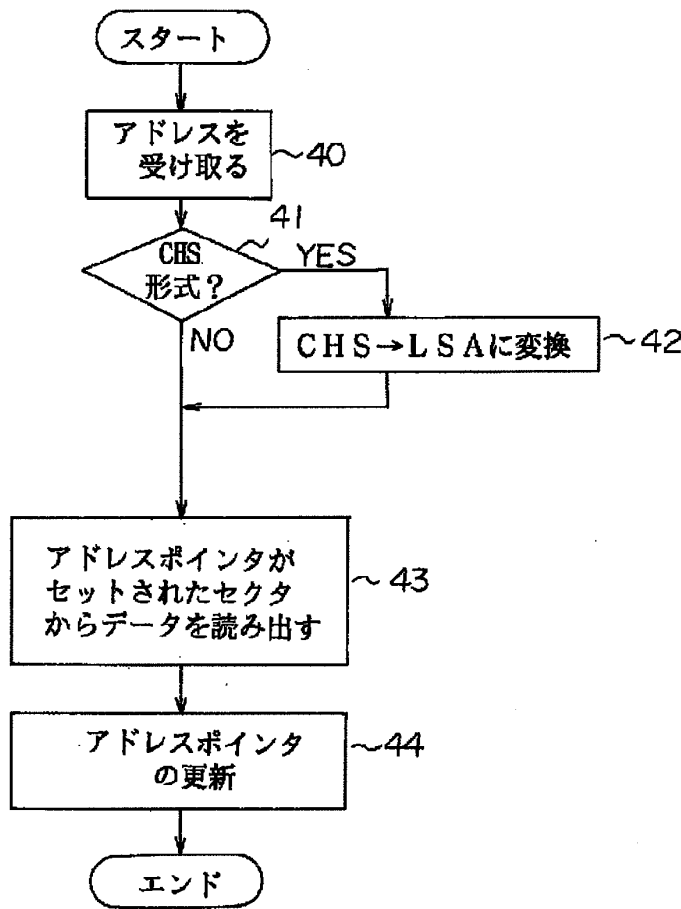 スタート
アドレスを
受け取る
~40
41
CHS
形式?
YES
NO
CHS→LSAに変換
~42
アドレスポインタが
セットされたセクタ
からデータを読み出す
~43
アドレスポインタ
の更新
~44
エンド